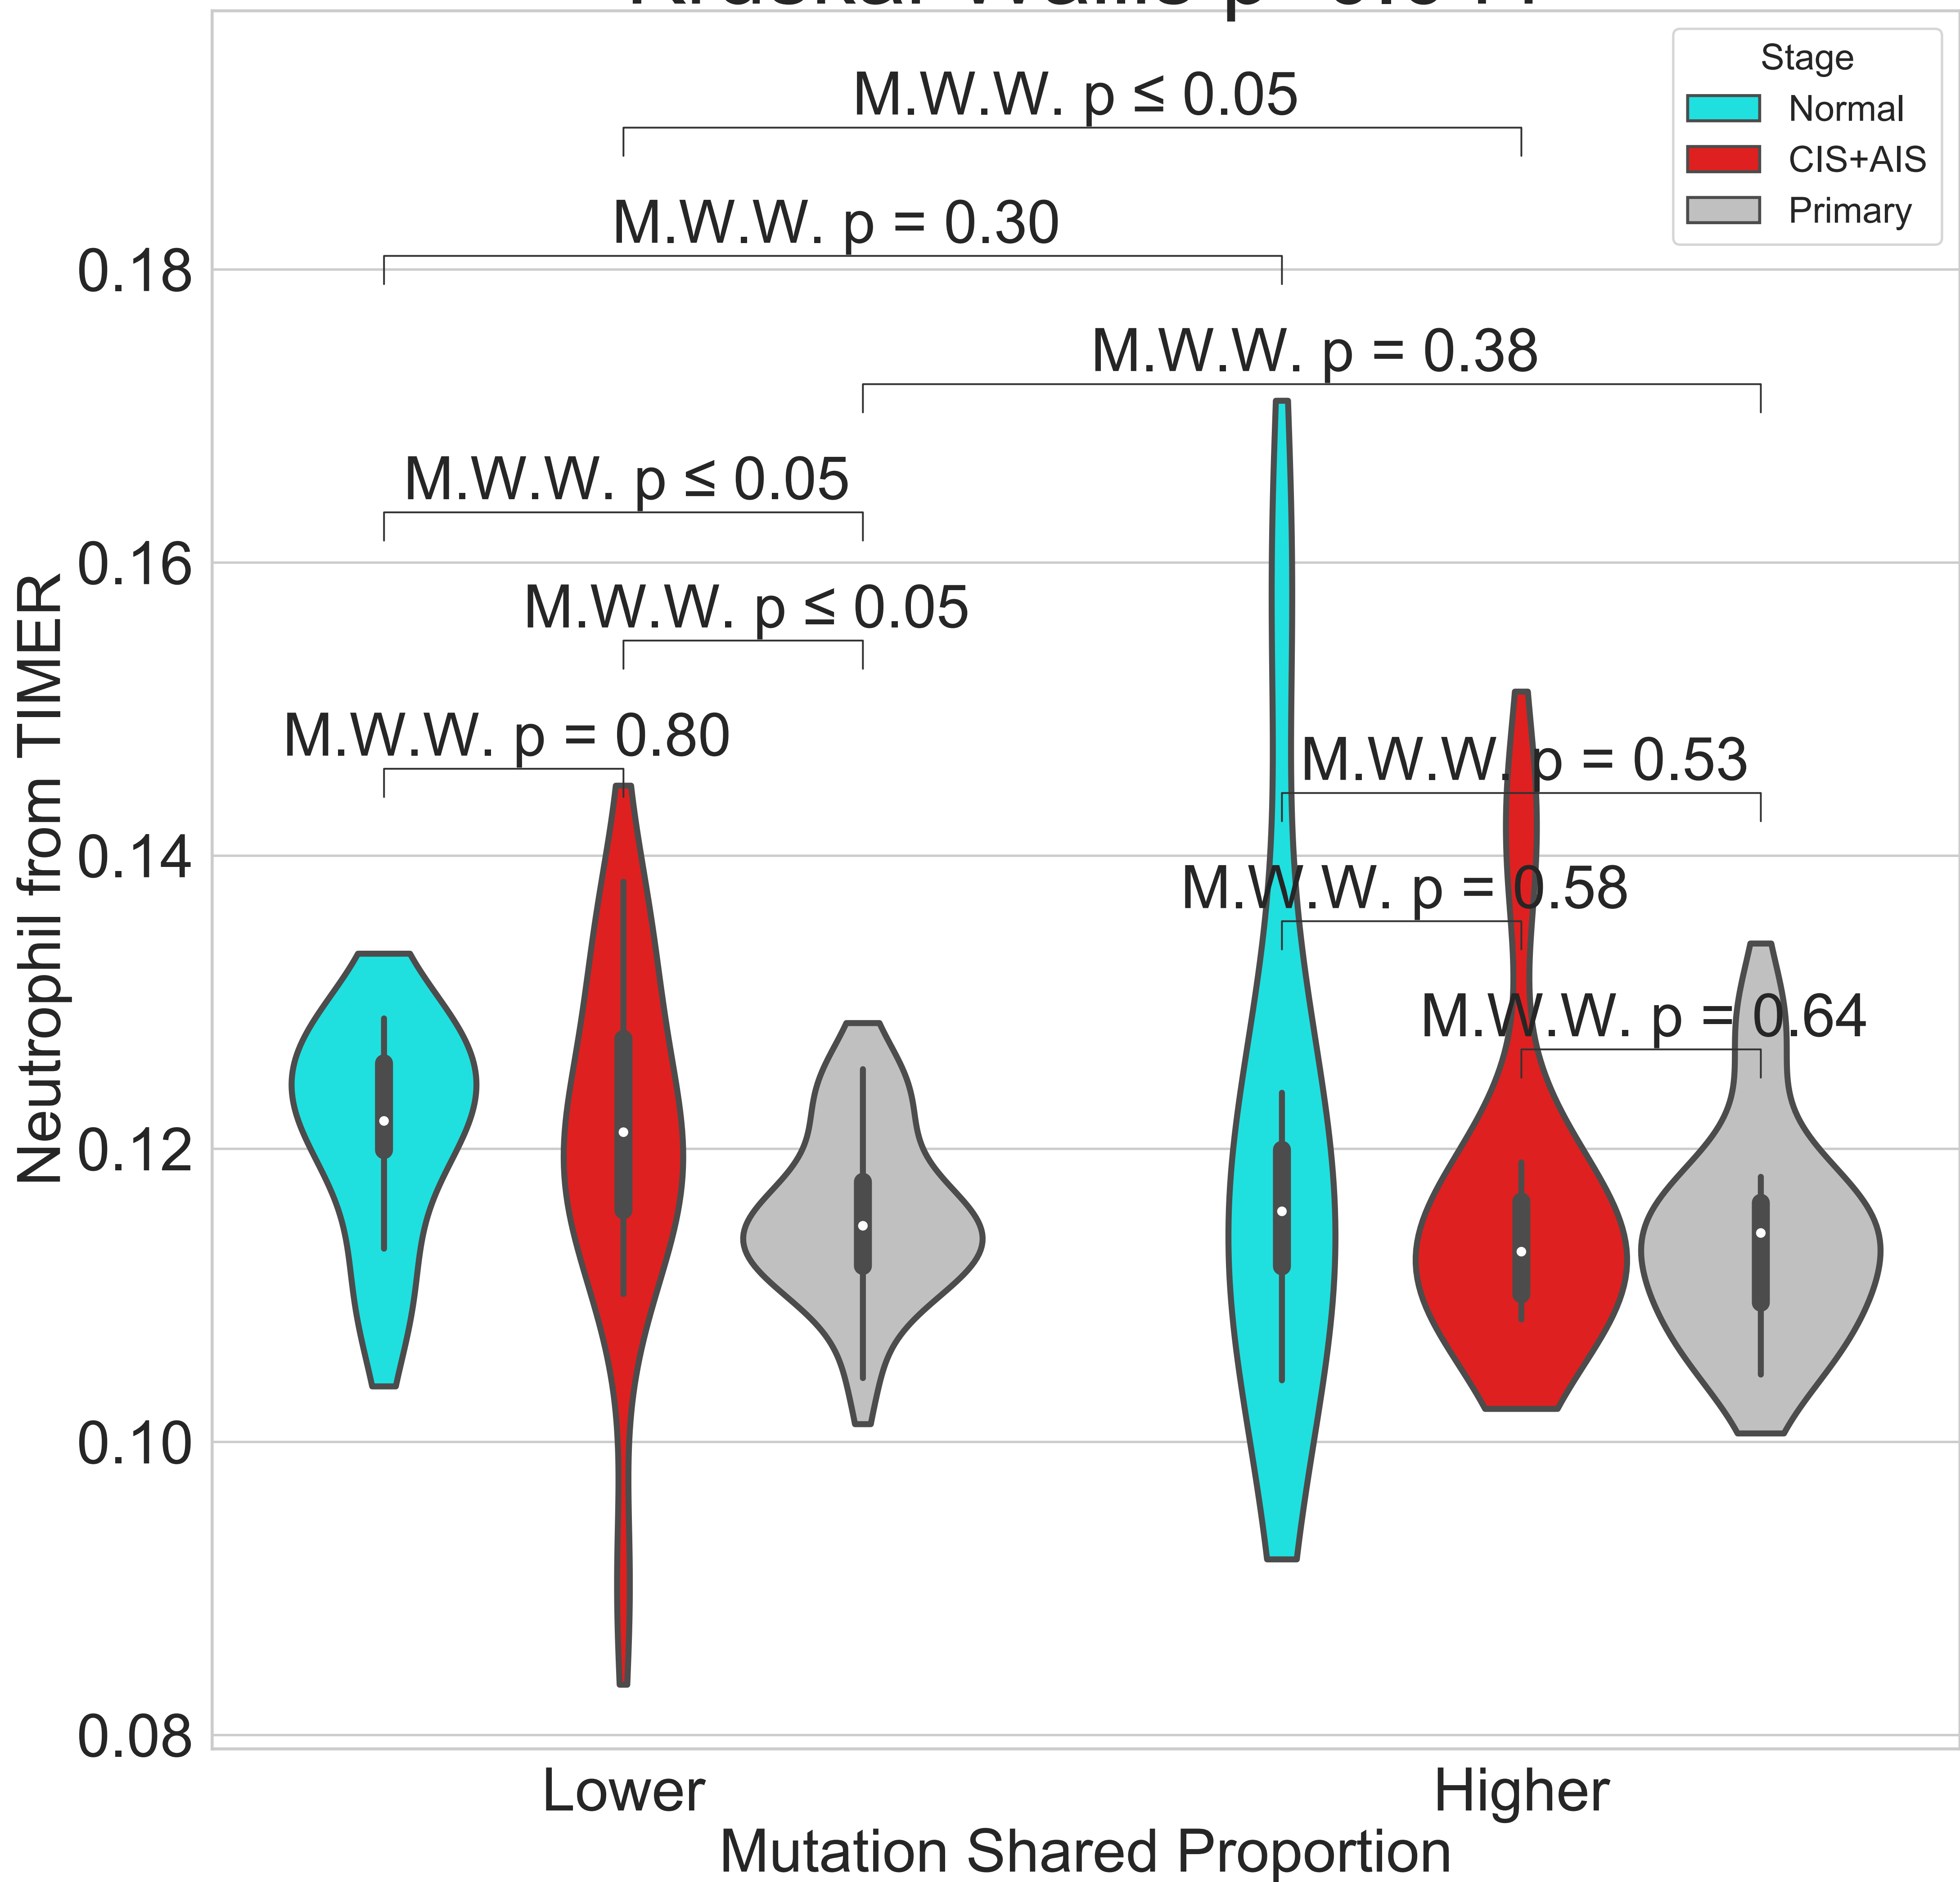 Stage
Normal
CIS+AIS
Primary
M.W.W. p ≤ 0.05
M.W.W. p = 0.30
M.W.W. p = 0.38
M.W.W. p ≤ 0.05
M.W.W. p ≤ 0.05
M.W.W. p = 0.80
M.W.W. p = 0.53
M.W.W. p = 0.58
M.W.W. p = 0.64
Neutrophil from TIMER
0.18
0.16
0.14
0.12
0.10
0.08
Lower
Higher
Mutation Shared Proportion